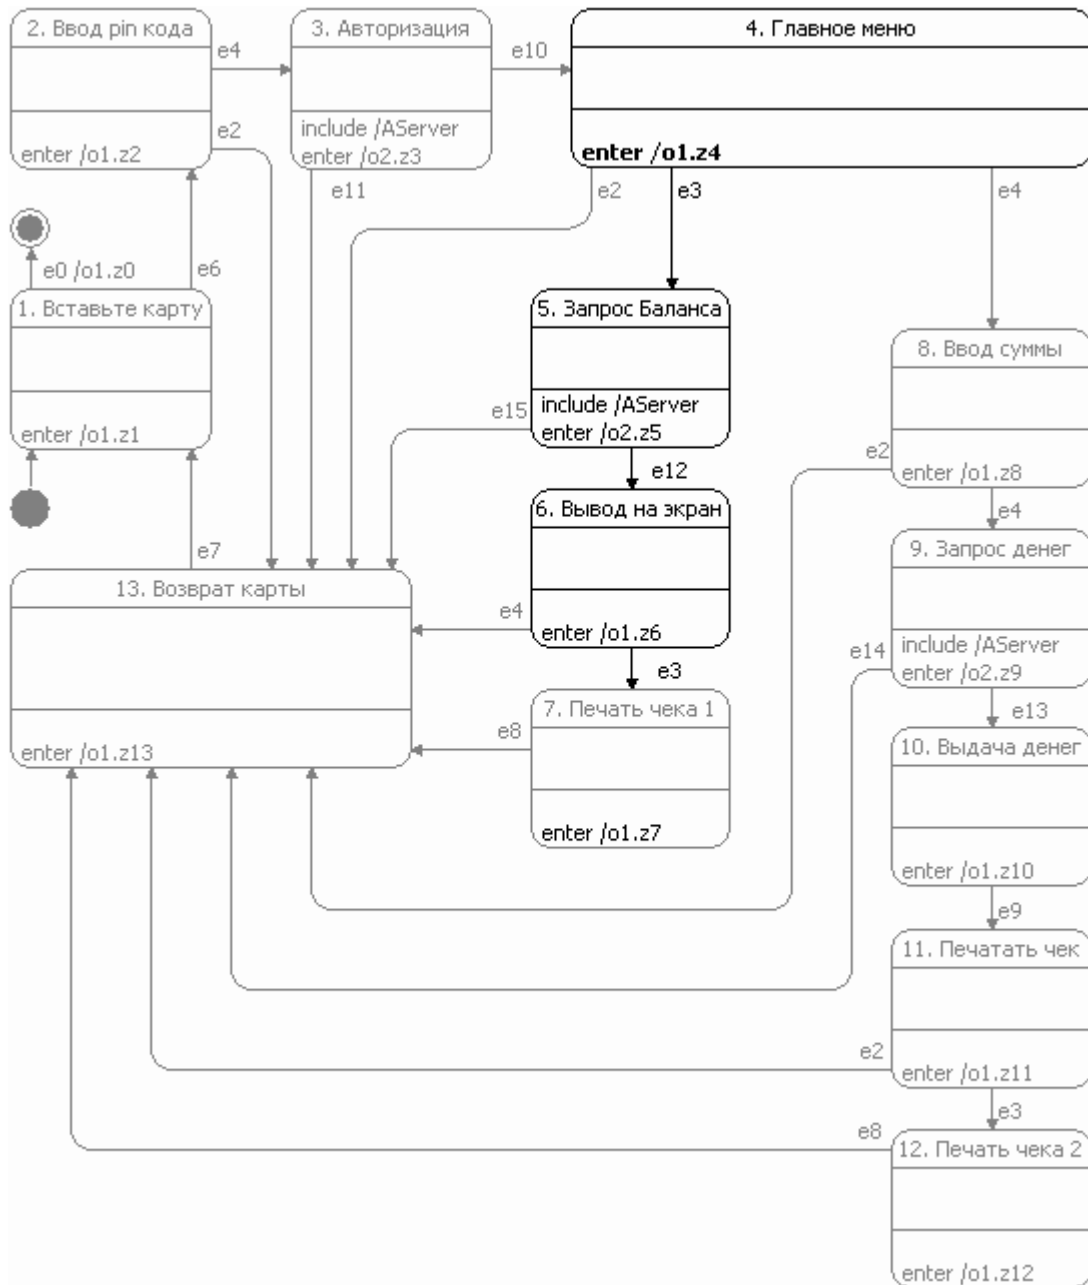 2. Ввод pin кода
enter /o1.z2
e4
e2
3. Авторизация
include /AServer
enter /o2.z3
e10
e11
4. Главное меню
enter /o1.z4
e2
e3
e4
e0 /o1.z0
e6
1. Вставьте карту
enter /o1.z1
5. Запрос Баланса
include /AServer
enter /o2.z5
e15
e12
8. Ввод суммы
enter /o1.z8
e2
e4
6. Вывод на экран
enter /o1.z6
e4
e3
9. Запрос денег
include /AServer
enter /o2.z9
e14
e13
e7
13. Возврат карты
enter /o1.z13
7. Печать чека 1
enter /o1.z7
e8
10. Выдача денег
enter /o1.z10
e9
11. Печатать чек
enter /o1.z11
e2
e3
12. Печать чека 2
enter /o1.z12
e8